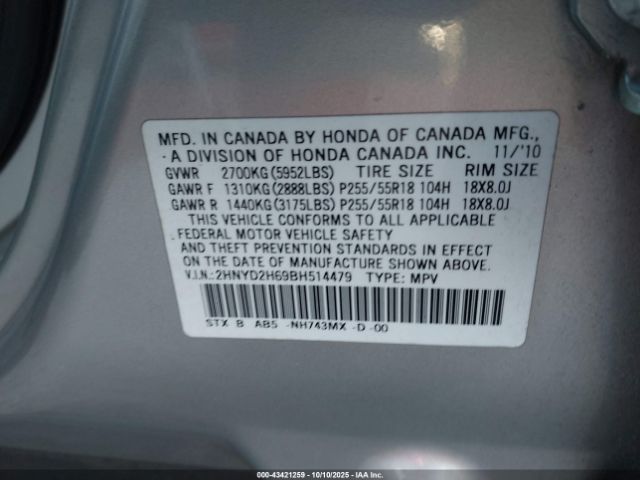 MFD. IN CANADA BY HONDA OF CANADA MFG.,
A DIVISION OF HONDA CANADA INC. 11/'10
GVWR 2700KG(5952LBS) TIRE SIZE RIM SIZE
GAWR F 1310KG(2888LBS) P255/55R18 104H 18X8.0J
GAWR R 1440KG(3175LBS) P255/55R18 104H 18X8.0J
THIS VEHICLE CONFORMS TO ALL APPLICABLE
FEDERAL MOTOR VEHICLE SAFETY
AND THEFT PREVENTION STANDARDS IN EFFECT
ON THE DATE OF MANUFACTURE SHOWN ABOVE.
V.I.N.:2HNYD2H69BH514479 TYPE: MPV
STX B AB5 -NH743MX -D -00
000-43421259 - 10/10/2025 - IAA Inc.